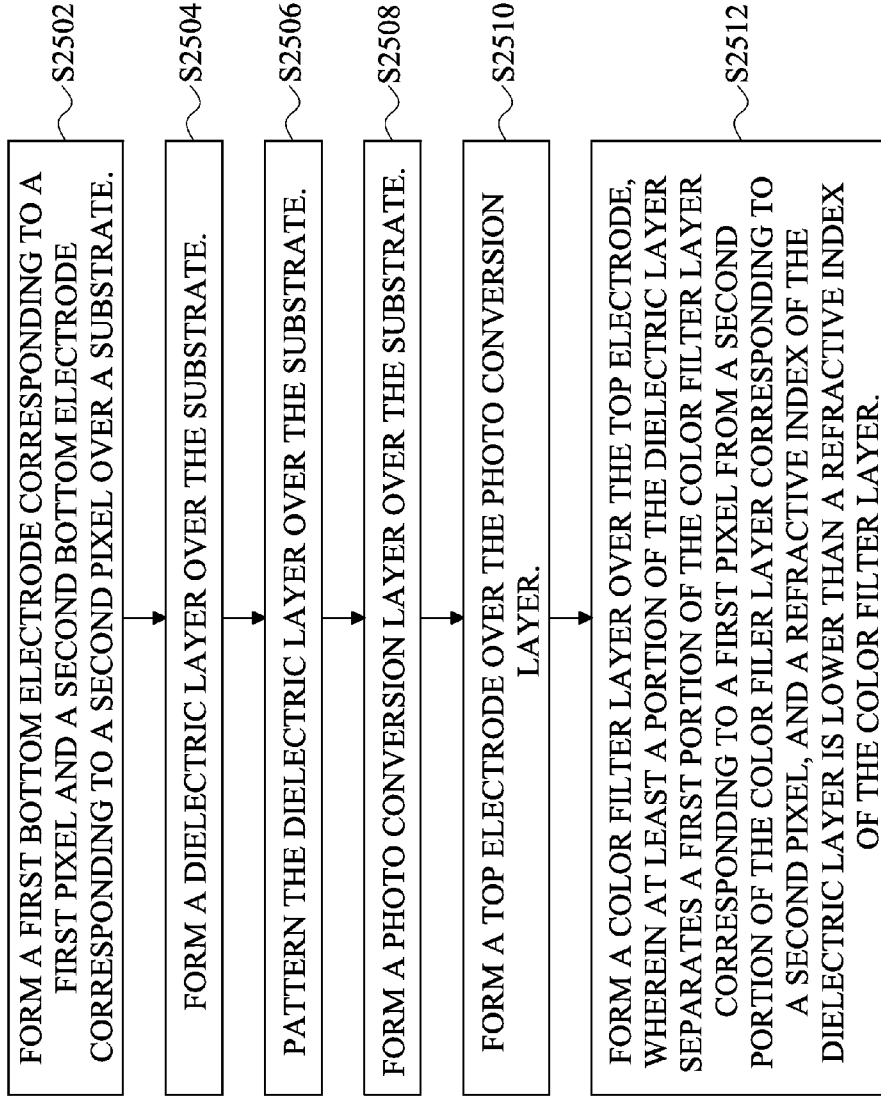 FORM A FIRST BOTTOM ELECTRODE CORRESPONDING TO A
FIRST PIXEL AND A SECOND BOTTOM ELECTRODE
CORRESPONDING TO A SECOND PIXEL OVER A SUBSTRATE.
S2502
FORM A DIELECTRIC LAYER OVER THE SUBSTRATE.
S2504
PATTERN THE DIELECTRIC LAYER OVER THE SUBSTRATE.
S2506
FORM A PHOTO CONVERSION LAYER OVER THE SUBSTRATE.
S2508
FORM A TOP ELECTRODE OVER THE PHOTO CONVERSION
LAYER.
S2510
FORM A COLOR FILTER LAYER OVER THE TOP ELECTRODE,
WHEREIN AT LEAST A PORTION OF THE DIELECTRIC LAYER
SEPARATES A FIRST PORTION OF THE COLOR FILTER LAYER
CORRESPONDING TO A FIRST PIXEL FROM A SECOND
PORTION OF THE COLOR FILER LAYER CORRESPONDING TO
A SECOND PIXEL, AND A REFRACTIVE INDEX OF THE
DIELECTRIC LAYER IS LOWER THAN A REFRACTIVE INDEX
OF THE COLOR FILTER LAYER.
S2512